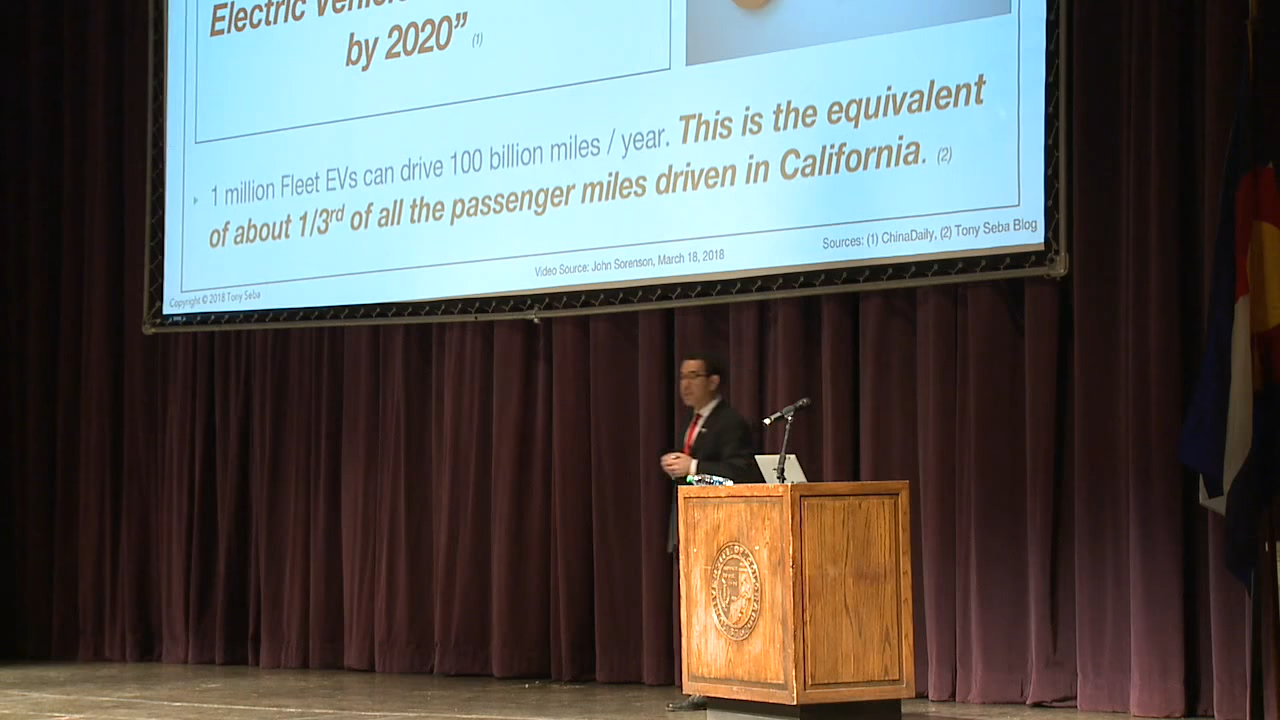 Electric Vehic
by 2020” (1)
1 million Fleet EVs can drive 100 billion miles / year. This is the equivalent
of about 1/3rd of all the passenger miles driven in California. (2)
Video Source: John Sorenson, March 18, 2018
Sources: (1) ChinaDaily, (2) Tony Seba Blog
Copyright © 2018 Tony Seba